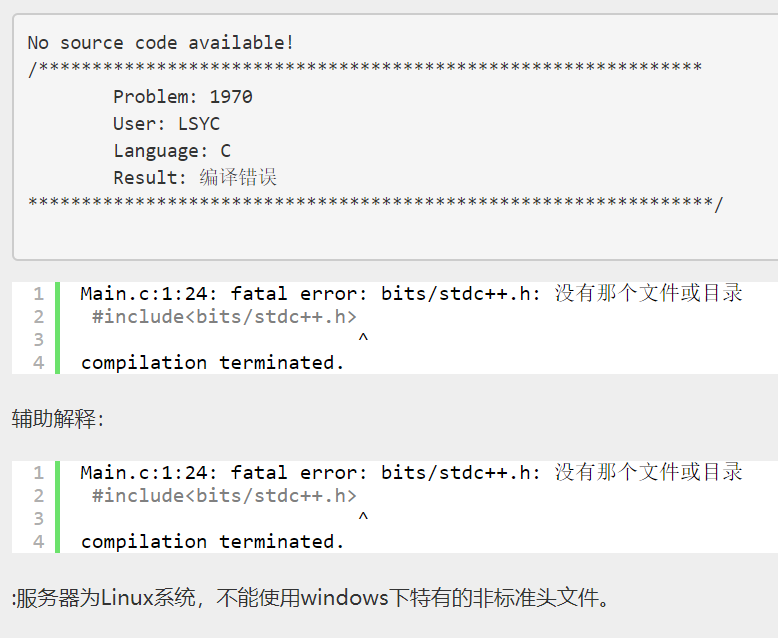 No source code available!
/**************************************************************
Problem: 1970
User: LSYC
Language: C
Result: 编译错误
****************************************************************/
1 Main.c:1:24: fatal error: bits/stdc++.h: 没有那个文件或目录
2 #include<bits/stdc++.h>
3 ^
4 compilation terminated.
辅助解释:
1 Main.c:1:24: fatal error: bits/stdc++.h: 没有那个文件或目录
2 #include<bits/stdc++.h>
3 ^
4 compilation terminated.
:服务器为Linux系统，不能使用windows下特有的非标准头文件。